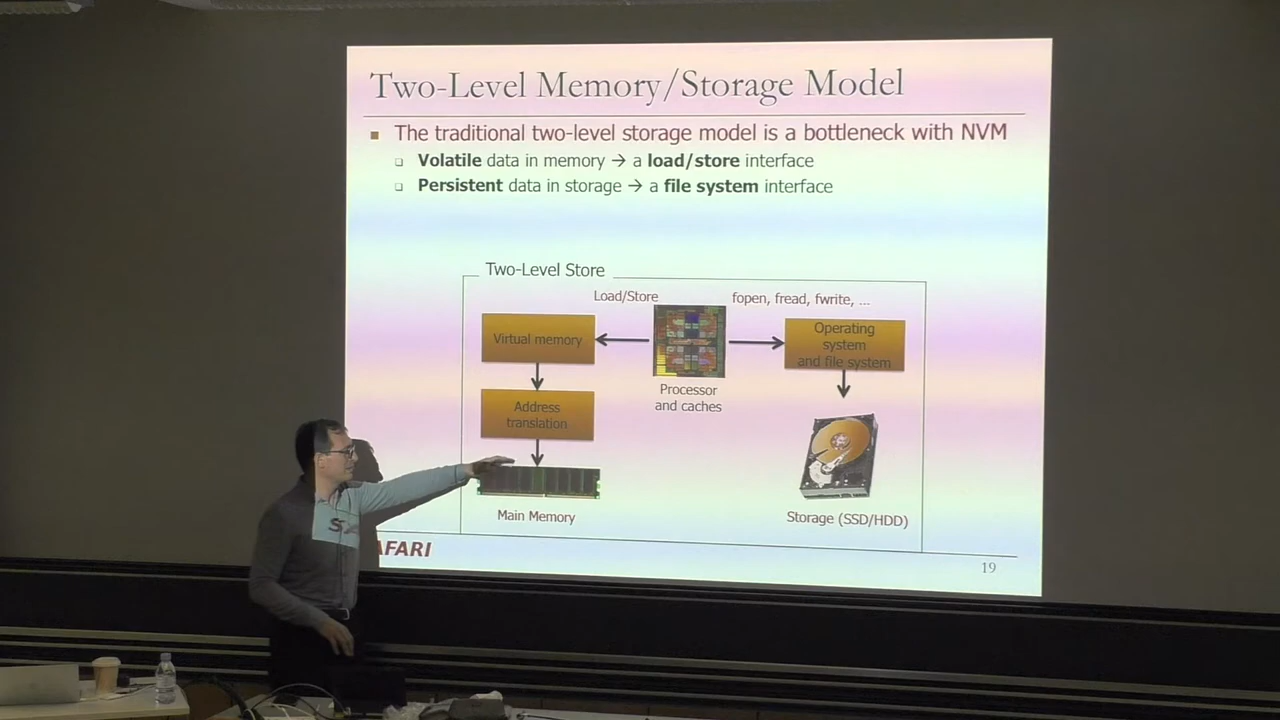 Two-Level Memory/Storage Model
The traditional two-level storage model is a bottleneck with NVM
Volatile data in memory → a load/store interface
Persistent data in storage → a file system interface
Two-Level Store
Load/Store
fopen, fread, fwrite, ...
Virtual memory
Operating
system
and file system
Processor
and caches
Address
translation
Main Memory
Storage (SSD/HDD)
SAFARI
19